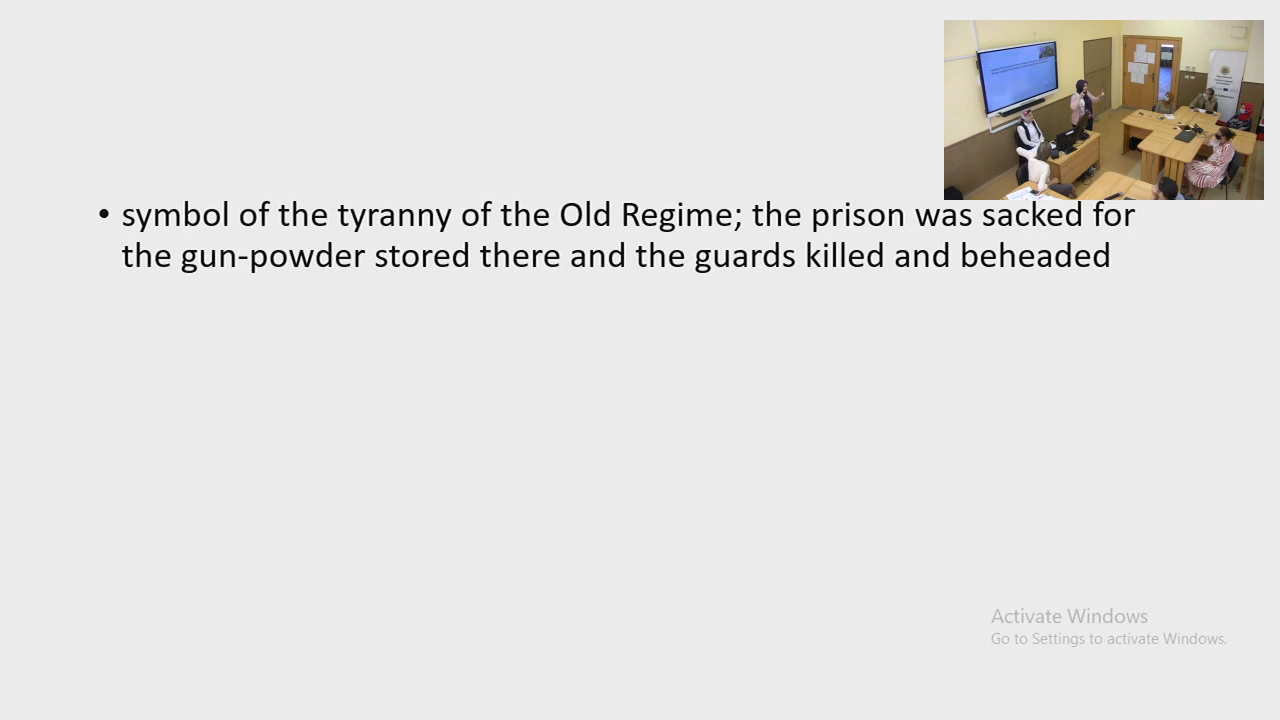 • symbol of the tyranny of the Old Regime; the prison was sacked for
the gun-powder stored there and the guards killed and beheaded
Activate Windows
Go to Settings to activate Windows.